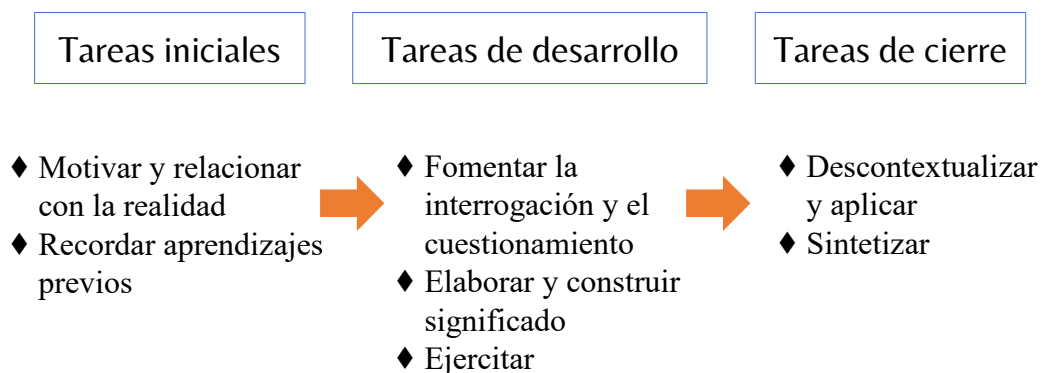 Tareas iniciales
Tareas de desarrollo
Tareas de cierre
♦ Motivar y relacionar
con la realidad
♦ Recordar aprendizajes
previos
♦ Fomentar la
interrogación y el
cuestionamiento
♦ Elaborar y construir
significado
♦ Ejercitar
♦ Descontextualizar
y aplicar
♦ Sintetizar